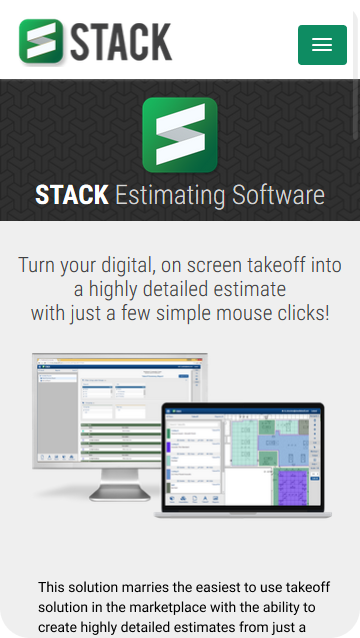 STACK
STACK Estimating Software
Turn your digital, on screen takeoff into
a highly detailed estimate
with just a few simple mouse clicks!
This solution marries the easiest to use takeoff
solution in the marketplace with the ability to
create highly detailed estimates from just a